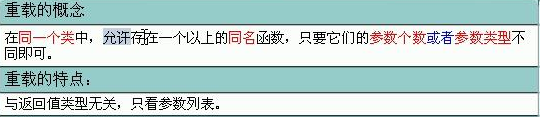 重载的概念
在同一个类中，允许存在一个以上的同名函数，只要它们的参数个数或者参数类型不
同即可。
重载的特点：
与返回值类型无关，只看参数列表。